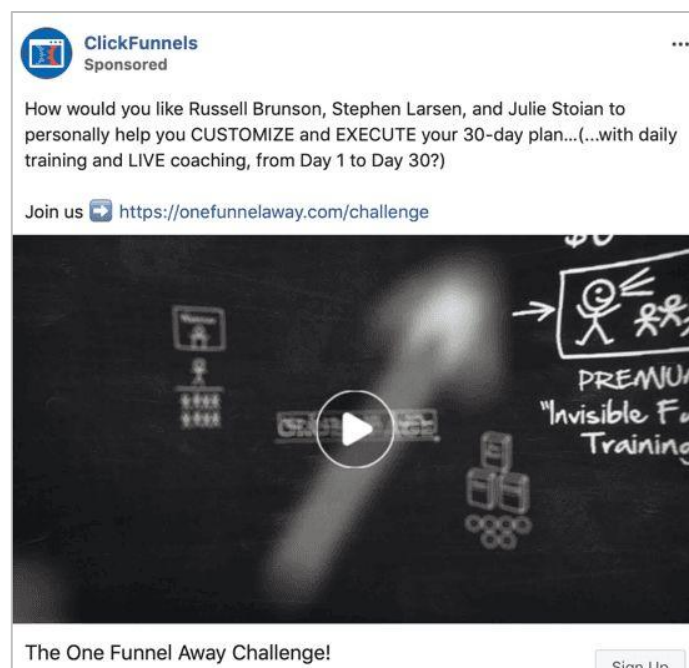 ClickFunnels
Sponsored
How would you like Russell Brunson, Stephen Larsen, and Julie Stoian to
personally help you CUSTOMIZE and EXECUTE your 30-day plan...(...with daily
training and LIVE coaching, from Day 1 to Day 30?)
Join us ➡️ https://onefunnelaway.com/challenge
PREMIU
"Invisible Fu
Training
The One Funnel Away Challenge!
Sign Up